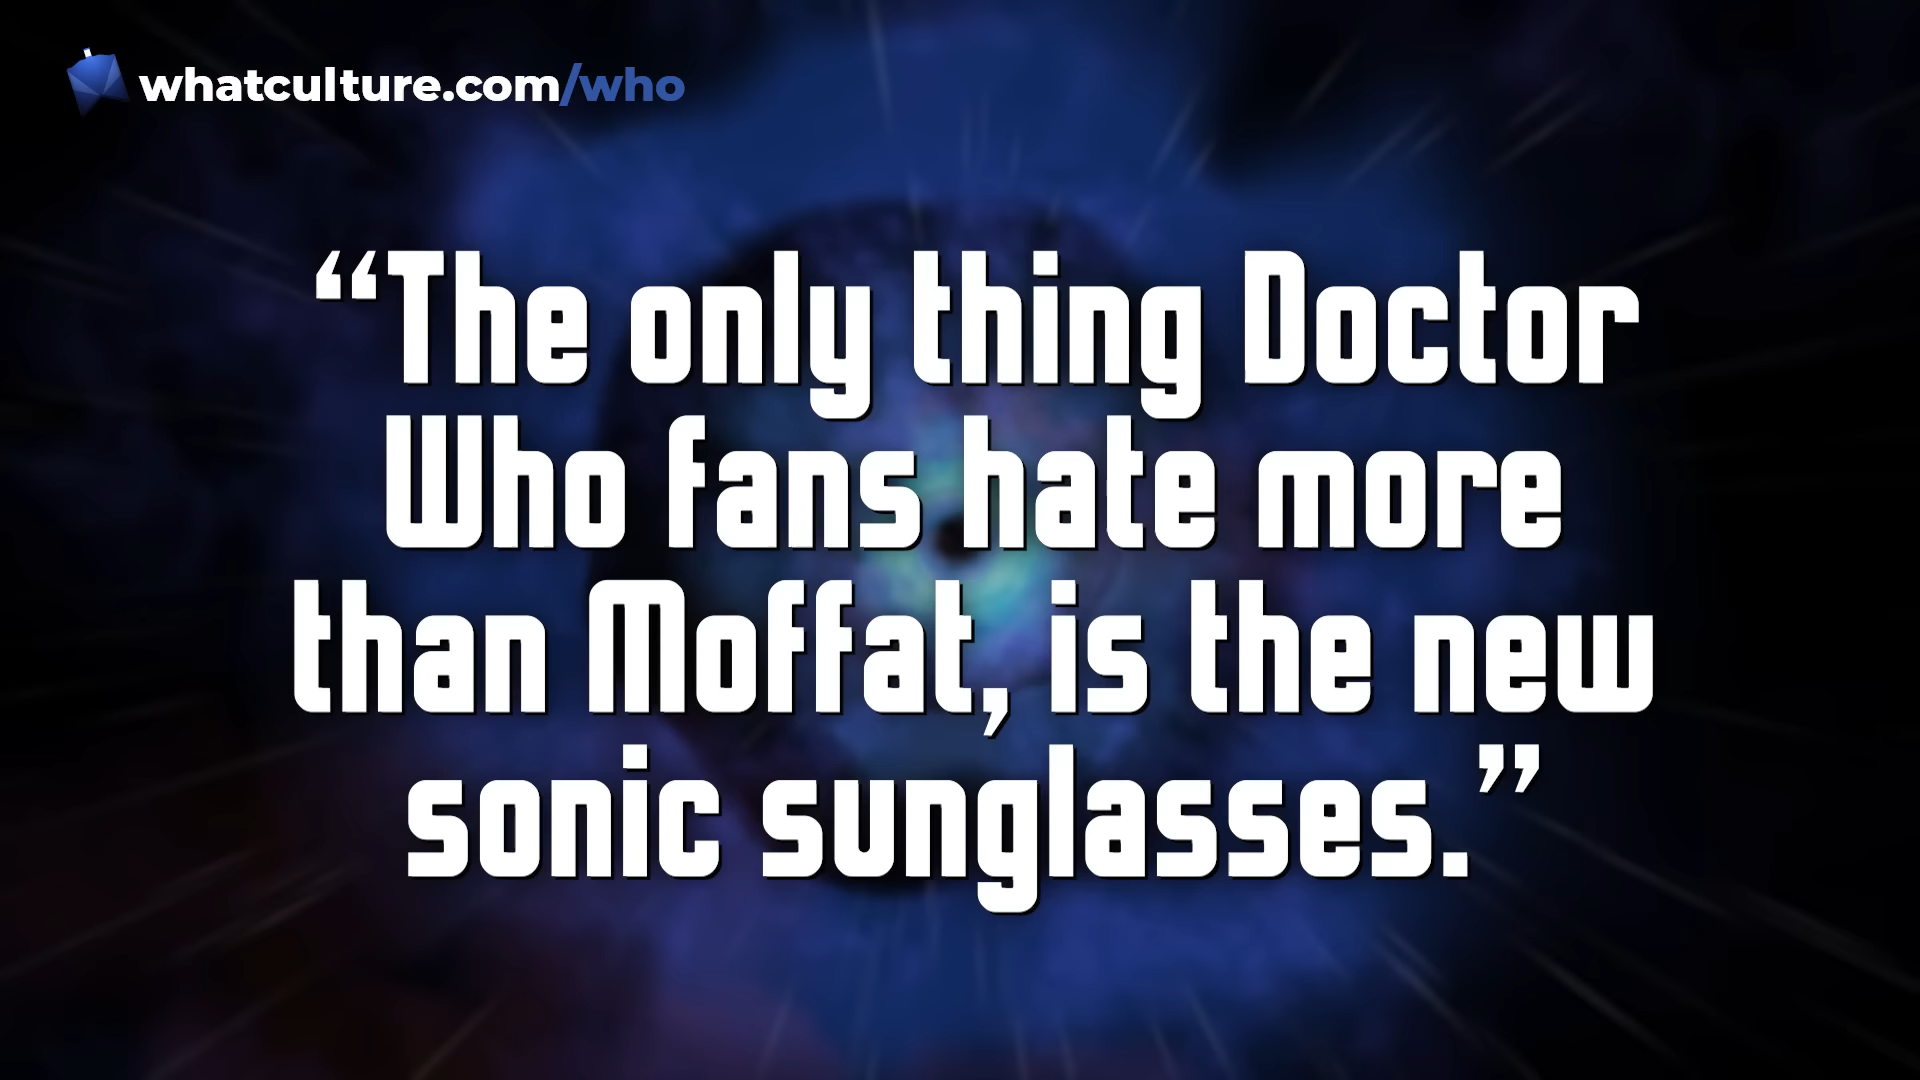 whatculture.com/who
“The only thing Doctor
Who fans hate more
than Moffat, is the new
sonic sunglasses.”